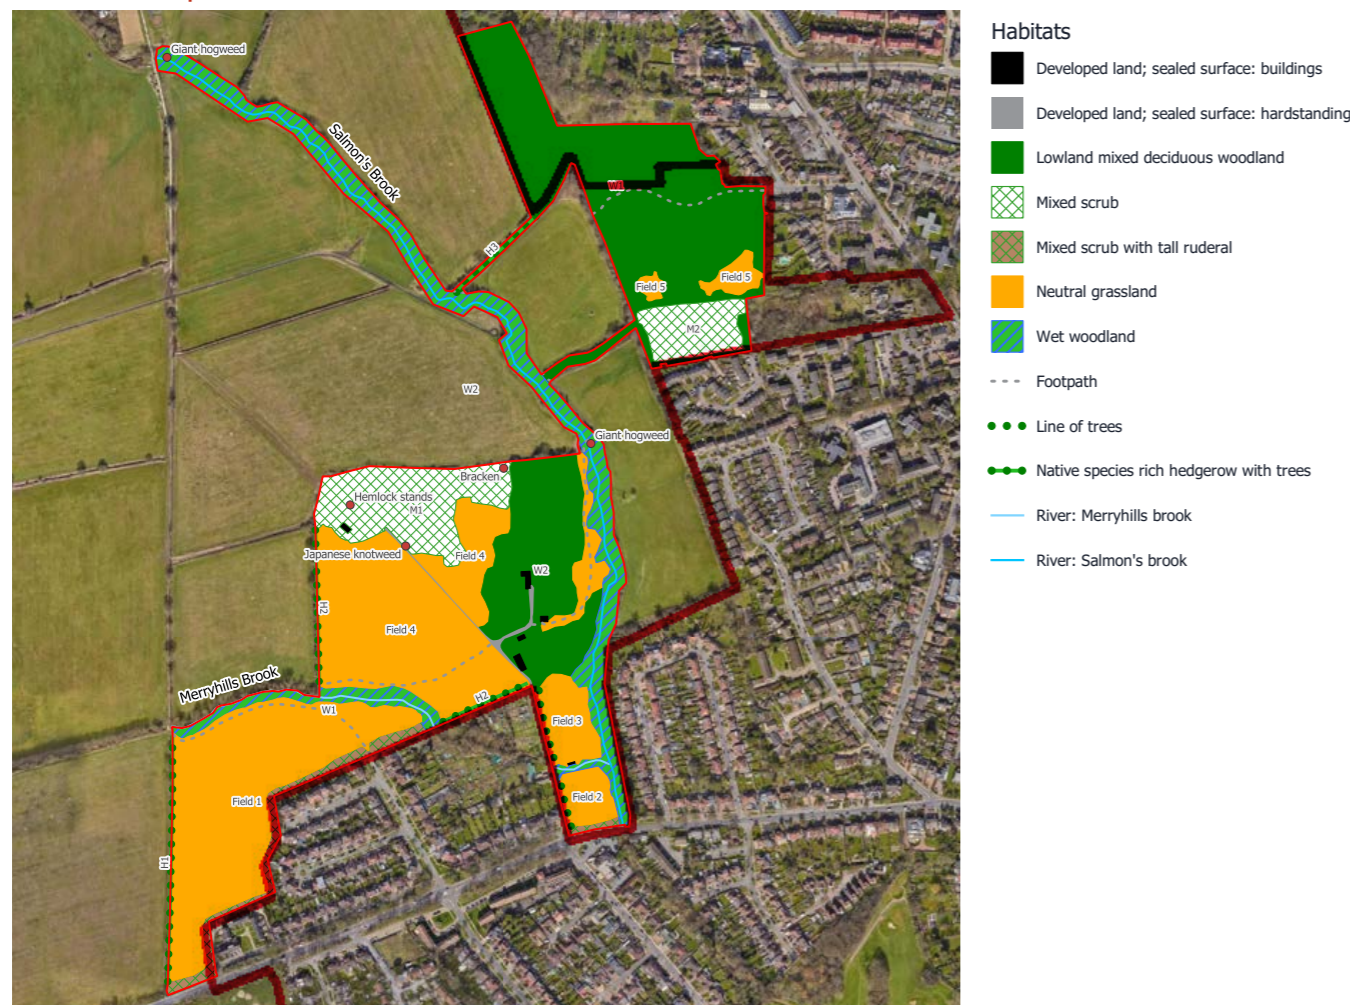 Habitats
Developed land; sealed surface: buildings
Developed land; sealed surface: hardstanding
Lowland mixed deciduous woodland
Mixed scrub
Mixed scrub with tall ruderal
Neutral grassland
Wet woodland
Footpath
Line of trees
Native species rich hedgerow with trees
River: Merryhills brook
River: Salmon's brook
Giant hogweed
Salmon's Brook
W1
H3
Field 5
Field 5
M2
W2
Giant hogweed
Bracken
Hemlock stands
M1
Japanese knotweed
Field 4
W2
H2
Field 4
Merryhills Brook
H2
W1
Field 3
Field 2
Field 1
H1